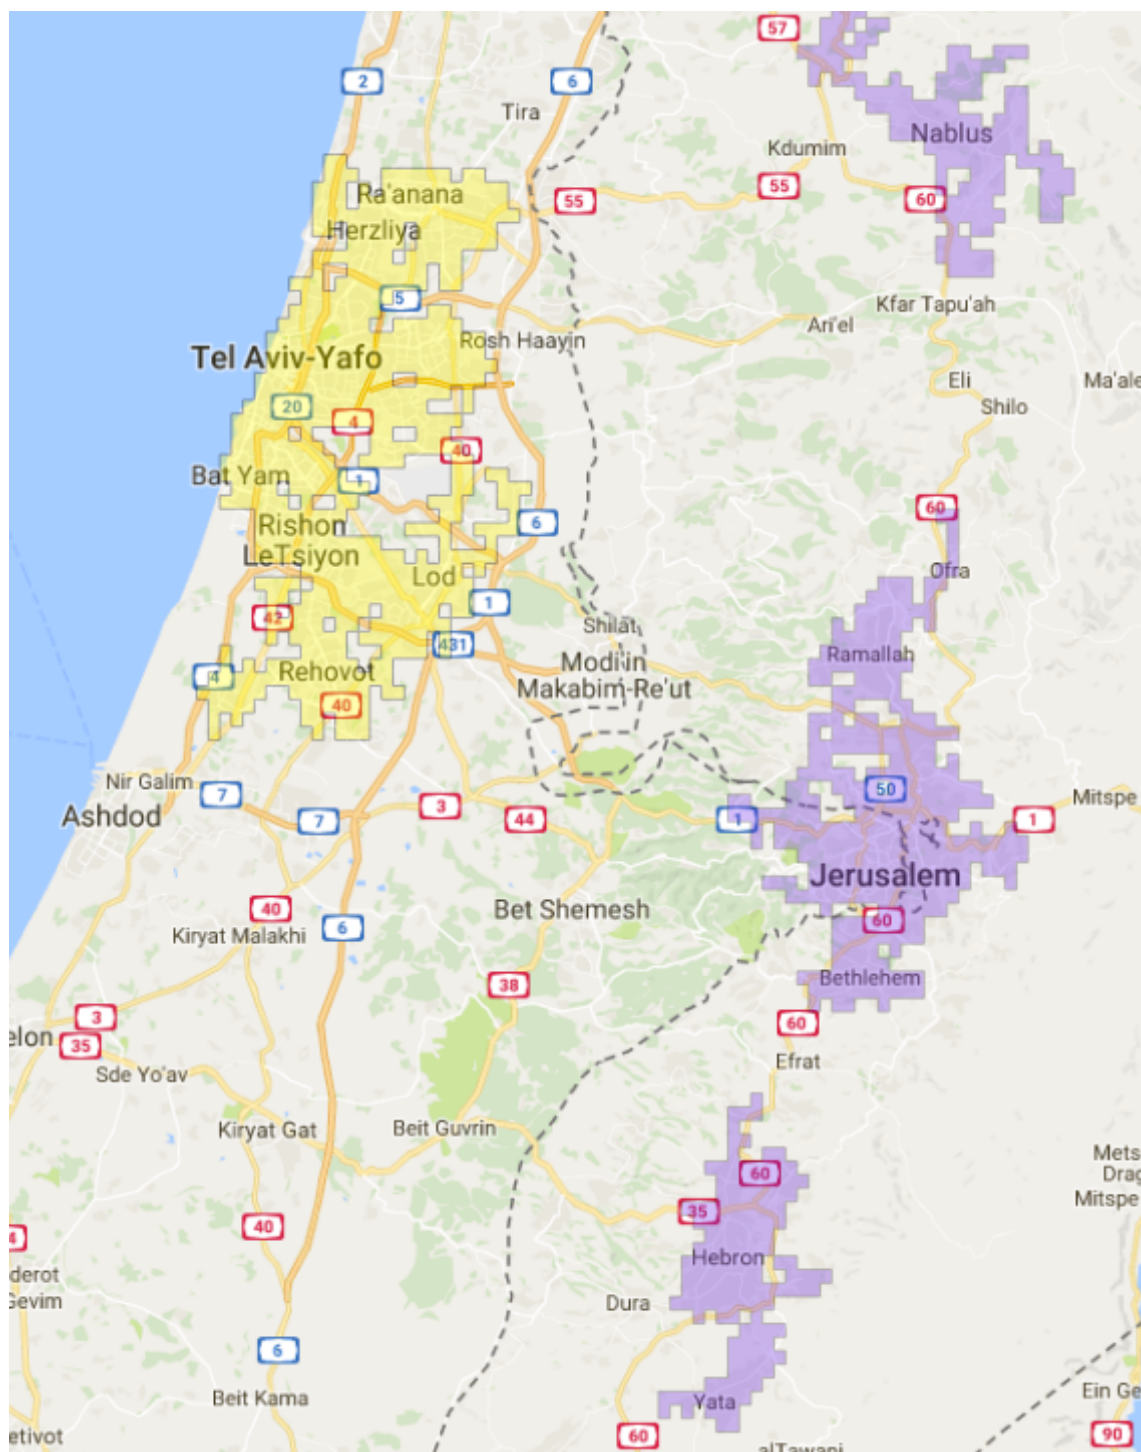 57
2
6
Tira
Nablus
Kdumim
55
55
60
Ra'anana
Herzliya
5
Kfar Tapu'ah
Ari'el
Rosh Haayin
Tel Aviv-Yafo
Eli
Ma'ale
20
Shilo
4
40
Bat Yam
1
60
6
Rishon
LeTsiyon
Lod
Ofra
1
42
Shilat
431
Ramallah
Modi'in
Makabim-Re'ut
4
Rehovot
40
Nir Galim
7
50
Mitspe
3
Ashdod
7
44
1
1
Jerusalem
40
Bet Shemesh
60
6
Kiryat Malakhi
Bethlehem
38
3
60
elon
35
Efrat
Sde Yo'av
Kiryat Gat
Beit Guvrin
Mets
Drag
60
Mitspe
35
40
4
Hebron
derot
Gevim
Dura
6
Beit Kama
Yata
Ein Ge
etivot
60
90
alTawani